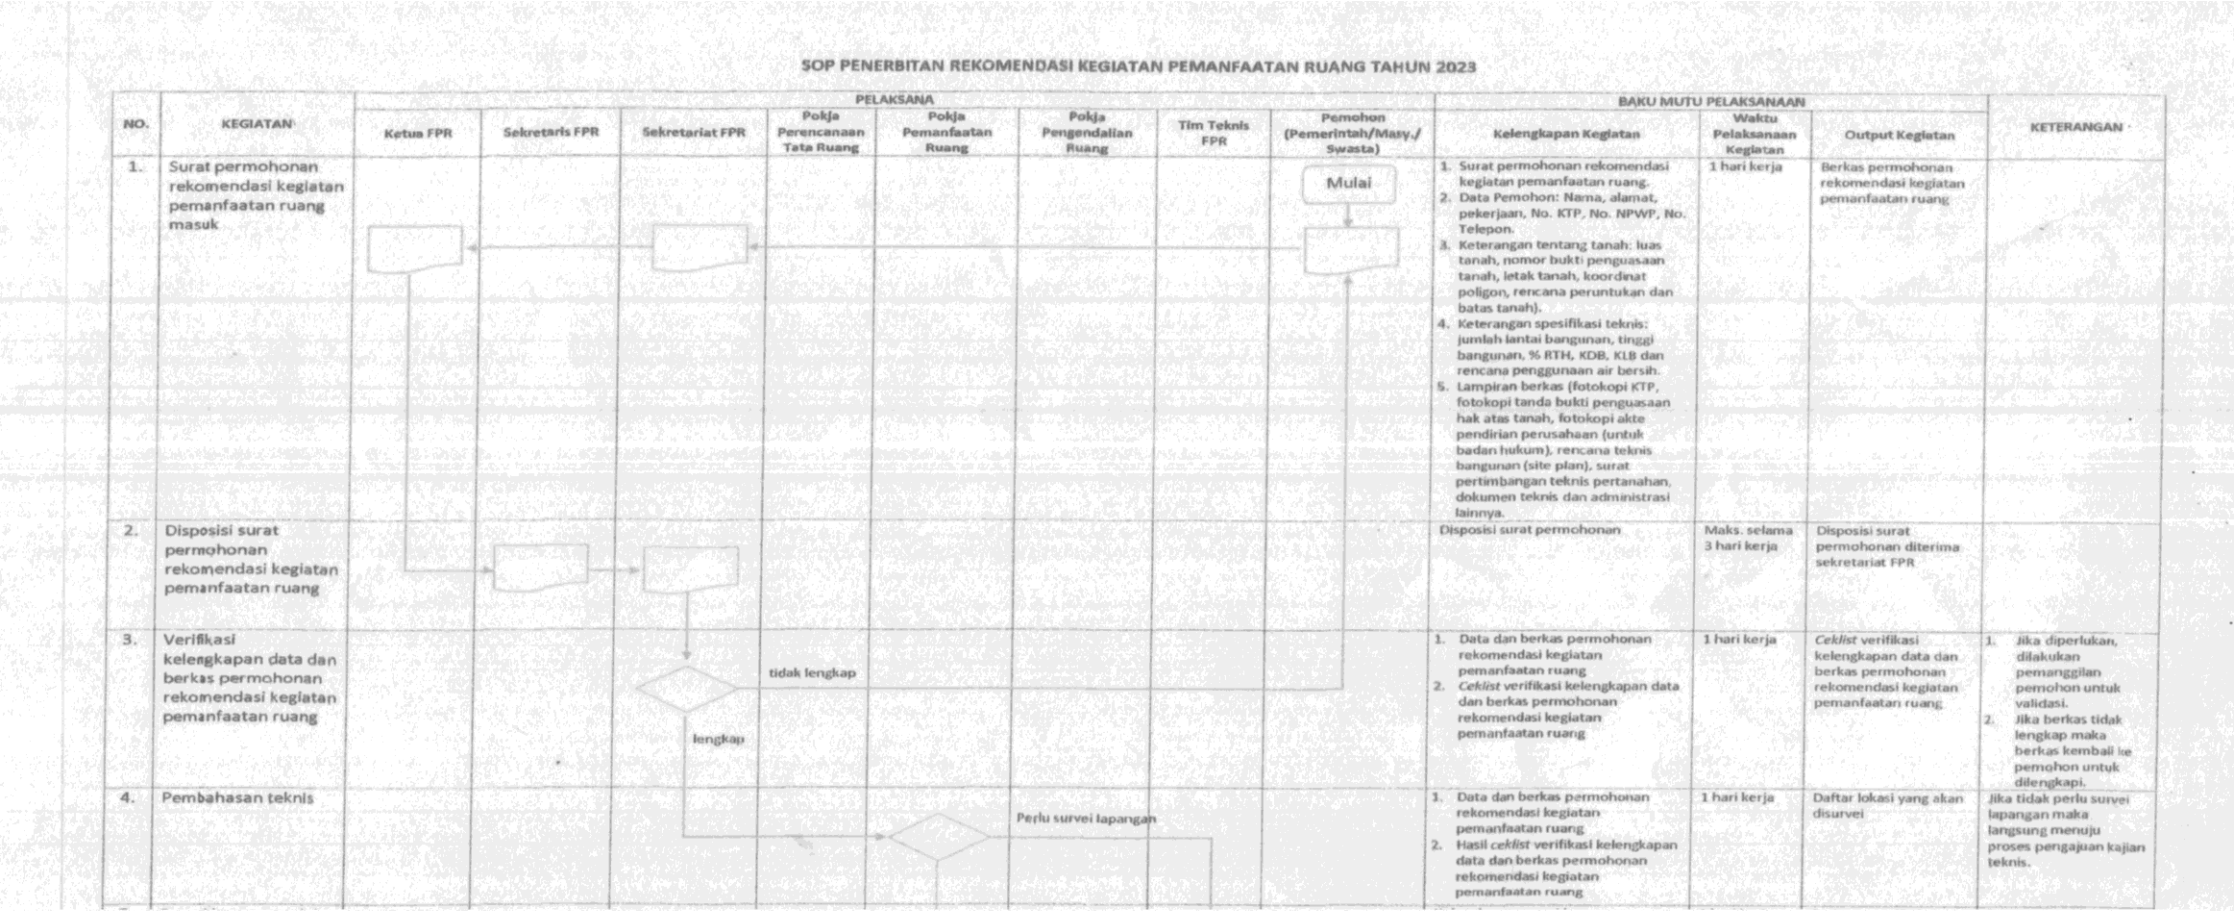 SOP PENERBITAN REKOMENDASI KEGIATAN PEMANFAATAN RUANG TAHUN 2023
NO.
KEGIATAN
PELAKSANA
BAKU MUTU PELAKSANAAN
KETERANGAN
Ketua FPR
Sekretaris FPR
Sekretariat FPR
Pokja
Perencanaan
Tata Ruang
Pokja
Pemanfaatan
Ruang
Pokja
Pengendalian
Ruang
Tim Teknis
FPR
Pemohon
(Pemerintah/Masy./
Swasta)
Kelengkapan Kegiatan
Waktu
Pelaksanaan
Kegiatan
Output Kegiatan
1.
Surat permohonan
rekomendasi kegiatan
pemanfaatan ruang
masuk
Mulai
1. Surat permohonan rekomendasi
kegiatan pemanfaatan ruang.
2. Data Pemohon: Nama, alamat,
pekerjaan, No. KTP, No. NPWP, No.
Telepon.
3. Keterangan tentang tanah: luas
tanah, nomor bukti penguasaan
tanah, letak tanah, koordinat
poligon, rencana peruntukan dan
batas tanah).
4. Keterangan spesifikasi teknis:
jumlah lantai bangunan, tinggi
bangunan, % RTH, KDB, KLB dan
rencana penggunaan air bersih.
5. Lampiran berkas (fotokopi KTP,
fotokopi tanda bukti penguasaan
hak atas tanah, fotokopi akte
pendirian perusahaan (untuk
badan hukum), rencana teknis
bangunan (site plan), surat
pertimbangan teknis pertanahan,
dokumen teknis dan administrasi
lainnya.
1 hari kerja
Berkas permohonan
rekomendasi kegiatan
pemanfaatan ruang
2.
Disposisi surat
permohonan
rekomendasi kegiatan
pemanfaatan ruang
Disposisi surat permohonan
Maks. selama
3 hari kerja
Disposisi surat
permohonan diterima
sekretariat FPR
3.
Verifikasi
kelengkapan data dan
berkas permohonan
rekomendasi kegiatan
pemanfaatan ruang
tidak lengkap
lengkap
1. Data dan berkas permohonan
rekomendasi kegiatan
pemanfaatan ruang
2. Ceklist verifikasi kelengkapan data
dan berkas permohonan
rekomendasi kegiatan
pemanfaatan ruang
1 hari kerja
Ceklist verifikasi
kelengkapan data dan
berkas permohonan
rekomendasi kegiatan
pemanfaatan ruang
1. Jika diperlukan,
dilakukan
pemanggilan
pemohon untuk
validasi.
2. Jika berkas tidak
lengkap maka
berkas kembali ke
pemohon untuk
dilengkapi.
4.
Pembahasan teknis
Perlu survei lapangan
1. Data dan berkas permohonan
rekomendasi kegiatan
pemanfaatan ruang
2. Hasil ceklist verifikasi kelengkapan
data dan berkas permohonan
rekomendasi kegiatan
pemanfaatan ruang
1 hari kerja
Daftar lokasi yang akan
disurvei
Jika tidak perlu survei
lapangan maka
langsung menuju
proses pengajuan kajian
teknis.